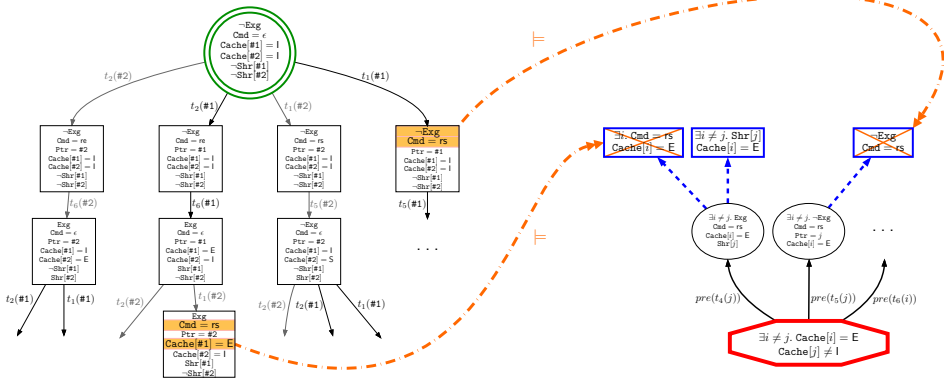 ¬Exg
Cmd = ϵ
Cache[#1] = I
Cache[#2] = I
¬Shr[#1]
¬Shr[#2]
⊨
t₂(#2)
t₂(#1)
t₁(#2)
t₁(#1)
¬Exg
Cmd = re
Ptr = #2
Cache[#1] = I
Cache[#2] = I
¬Shr[#1]
¬Shr[#2]
¬Exg
Cmd = re
Ptr = #1
Cache[#1] = I
Cache[#2] = I
¬Shr[#1]
¬Shr[#2]
¬Exg
Cmd = rs
Ptr = #2
Cache[#1] = I
Cache[#2] = I
¬Shr[#1]
¬Shr[#2]
¬Exg
Cmd = rs
Ptr = #1
Cache[#1] = I
Cache[#2] = I
¬Shr[#1]
¬Shr[#2]
∃i. Cmd = rs
Cache[i] = E
∃i ≠ j. Shr[j]
Cache[i] = E
¬Exg
Cmd = rs
t₆(#2)
t₆(#1)
t₅(#2)
t₅(#1)
Exg
Cmd = ϵ
Ptr = #2
Cache[#1] = I
Cache[#2] = E
¬Shr[#1]
Shr[#2]
Exg
Cmd = ϵ
Ptr = #1
Cache[#1] = E
Cache[#2] = I
Shr[#1]
¬Shr[#2]
¬Exg
Cmd = ϵ
Ptr = #2
Cache[#1] = I
Cache[#2] = S
¬Shr[#1]
Shr[#2]
. . .
⊨
∃i ≠ j. Exg
Cmd = rs
Cache[i] = E
Shr[j]
∃i ≠ j. ¬Exg
Cmd = rs
Ptr = j
Cache[i] = E
. . .
t₂(#1)
t₁(#1)
t₂(#2)
t₁(#2)
t₂(#2)
t₂(#1)
t₁(#1)
pre(t₄(j))
pre(t₅(j))
pre(t₆(i))
Exg
Cmd = rs
Ptr = #2
Cache[#1] = E
Cache[#2] = I
Shr[#1]
¬Shr[#2]
∃i ≠ j. Cache[i] = E
Cache[j] ≠ I